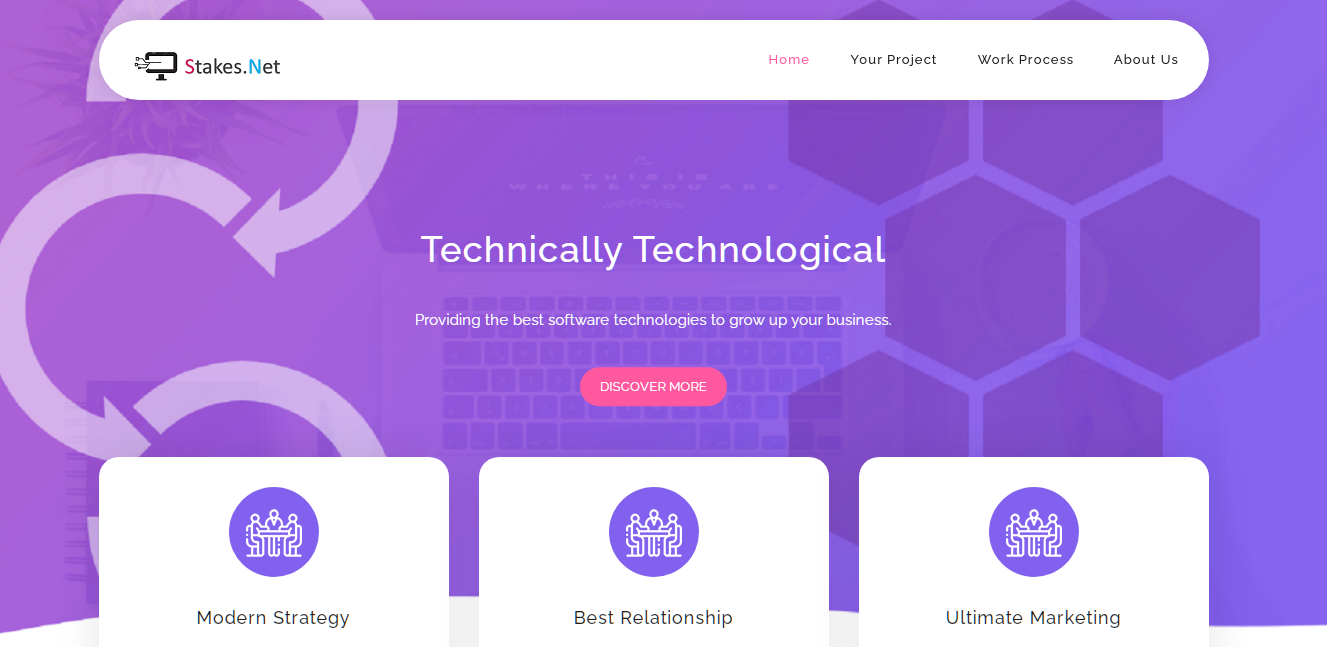 Stakes.Net
Home
Your Project
Work Process
About Us
THIS IS
WHERE YOU ARE
Technically Technological
Providing the best software technologies to grow up your business.
DISCOVER MORE
Modern Strategy
Best Relationship
Ultimate Marketing